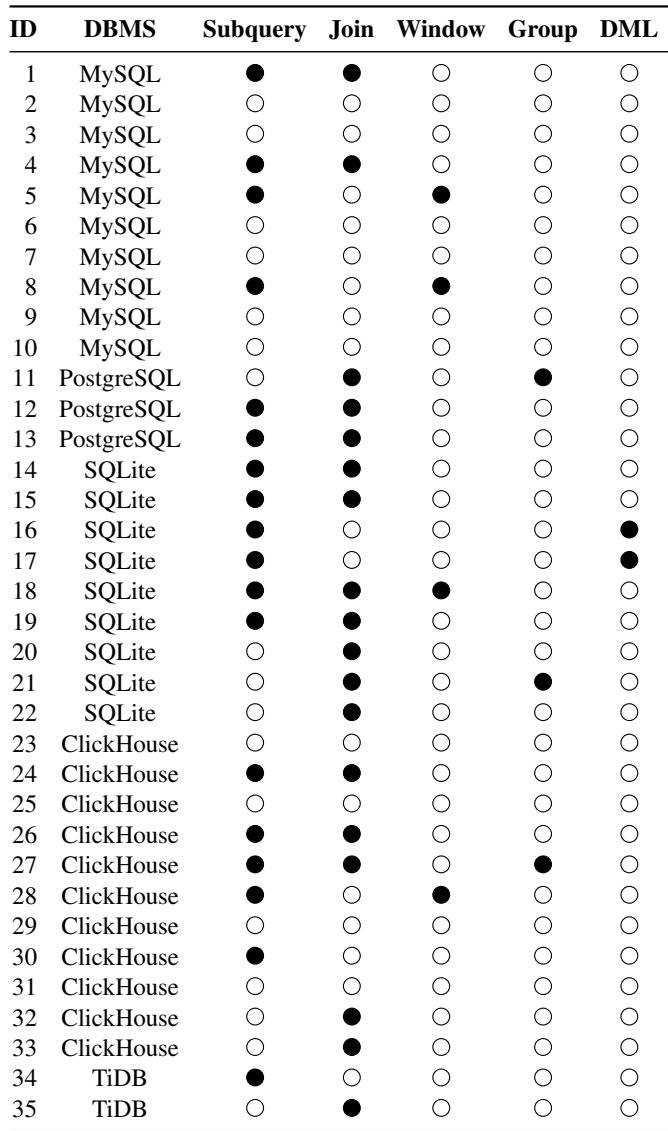 ID DBMS Subquery Join Window Group DML
1 MySQL ● ● ○ ○ ○
2 MySQL ○ ○ ○ ○ ○
3 MySQL ○ ○ ○ ○ ○
4 MySQL ● ● ○ ○ ○
5 MySQL ● ○ ● ○ ○
6 MySQL ○ ○ ○ ○ ○
7 MySQL ○ ○ ○ ○ ○
8 MySQL ● ○ ● ○ ○
9 MySQL ○ ○ ○ ○ ○
10 MySQL ○ ○ ○ ○ ○
11 PostgreSQL ○ ● ○ ● ○
12 PostgreSQL ● ● ○ ○ ○
13 PostgreSQL ● ● ○ ○ ○
14 SQLite ● ● ○ ○ ○
15 SQLite ● ● ○ ○ ○
16 SQLite ● ○ ○ ○ ●
17 SQLite ● ○ ○ ○ ●
18 SQLite ● ● ● ○ ○
19 SQLite ● ● ○ ○ ○
20 SQLite ○ ● ○ ○ ○
21 SQLite ○ ● ○ ● ○
22 SQLite ○ ● ○ ○ ○
23 ClickHouse ○ ○ ○ ○ ○
24 ClickHouse ● ● ○ ○ ○
25 ClickHouse ○ ○ ○ ○ ○
26 ClickHouse ● ● ○ ○ ○
27 ClickHouse ● ● ○ ● ○
28 ClickHouse ● ○ ● ○ ○
29 ClickHouse ○ ○ ○ ○ ○
30 ClickHouse ● ○ ○ ○ ○
31 ClickHouse ○ ○ ○ ○ ○
32 ClickHouse ○ ● ○ ○ ○
33 ClickHouse ○ ● ○ ○ ○
34 TiDB ● ○ ○ ○ ○
35 TiDB ○ ● ○ ○ ○